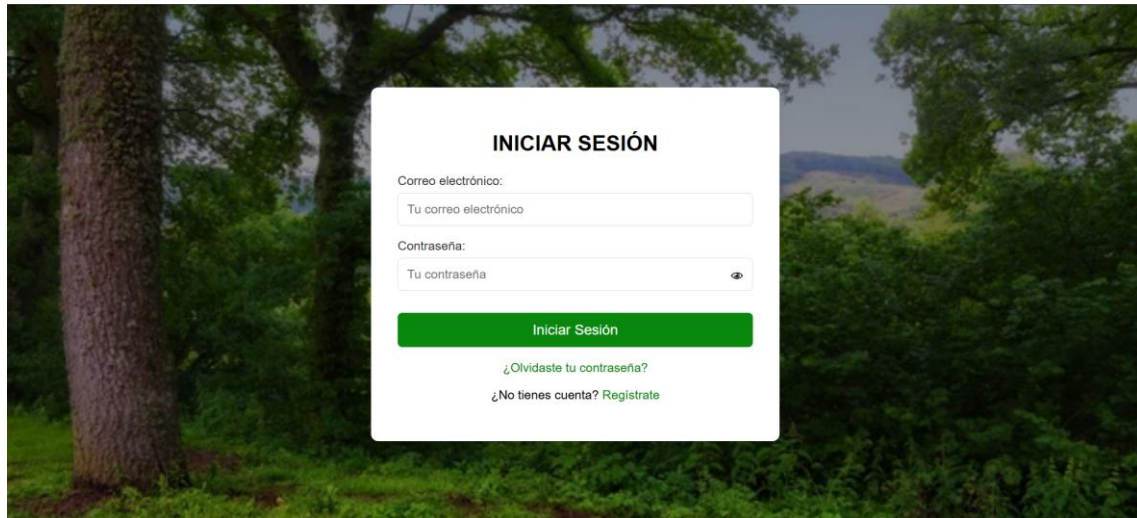 INICIAR SESIÓN
Correo electrónico:
Tu correo electrónico
Contraseña:
Tu contraseña
Iniciar Sesión
¿Olvidaste tu contraseña?
¿No tienes cuenta? Regístrate